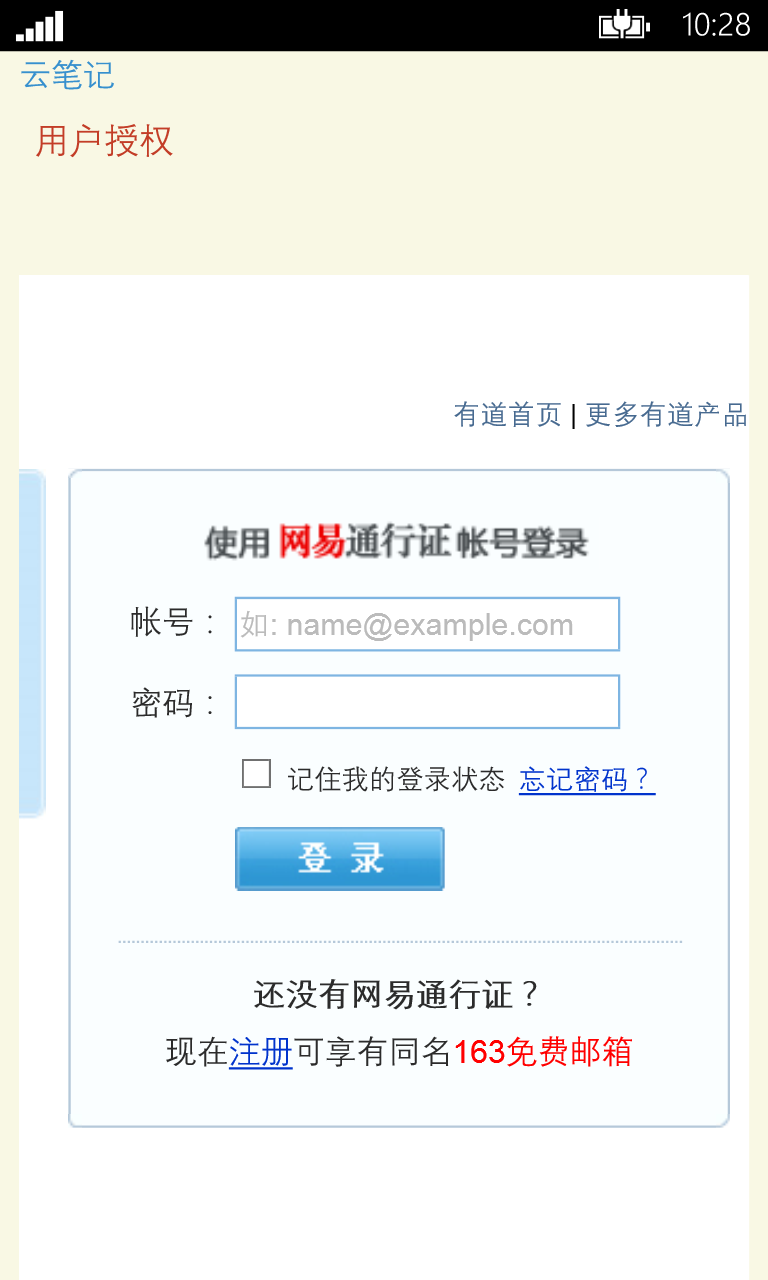 10:28
云笔记
用户授权
有道首页 | 更多有道产品
使用 网易通行证 帐号登录
帐号：
如: name@example.com
密码：
记住我的登录状态 忘记密码？
登 录
还没有网易通行证？
现在注册可享有同名163免费邮箱